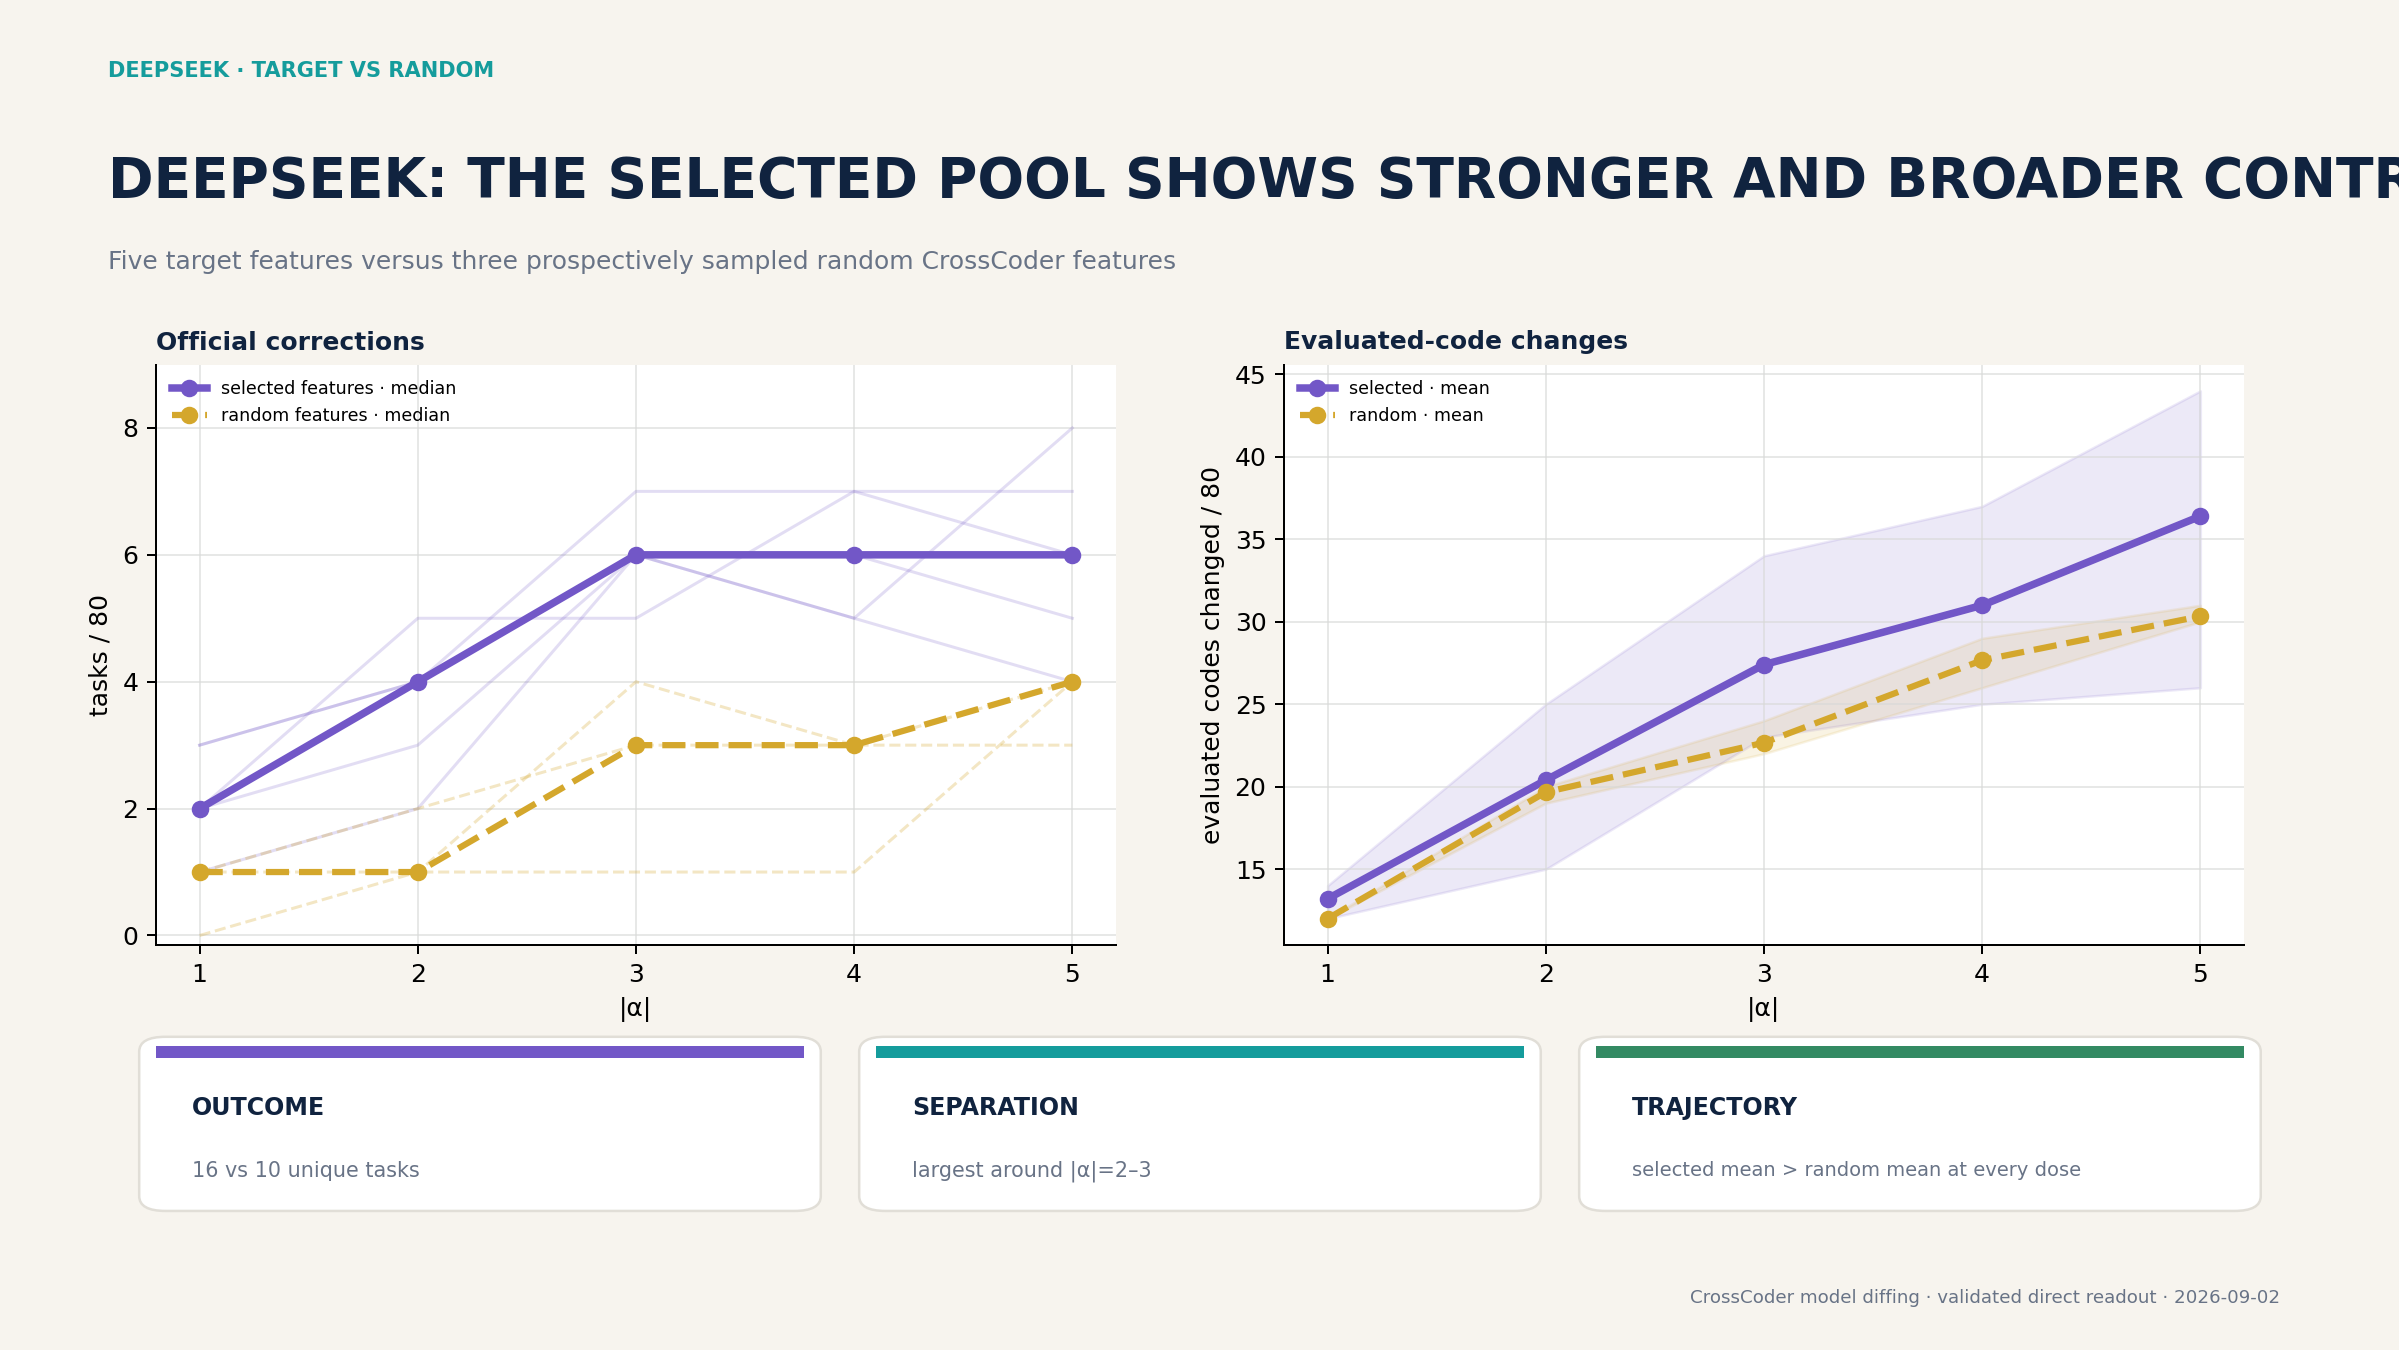 DEEPSEEK · TARGET VS RANDOM
DEEPSEEK: THE SELECTED POOL SHOWS STRONGER AND BROADER CONTR
Five target features versus three prospectively sampled random CrossCoder features
Official corrections
selected features · median
random features · median
8
6
4
2
0
tasks / 80
1 2 3 4 5
|α|
Evaluated-code changes
selected · mean
random · mean
45
40
35
30
25
20
15
evaluated codes changed / 80
1 2 3 4 5
|α|
OUTCOME
16 vs 10 unique tasks
SEPARATION
largest around |α|=2–3
TRAJECTORY
selected mean > random mean at every dose
CrossCoder model diffing · validated direct readout · 2026-09-02